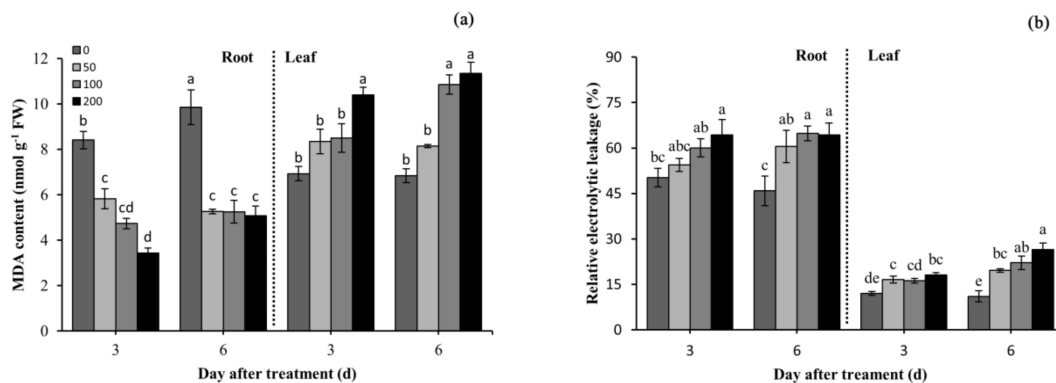 (a)
MDA content (nmol g⁻¹ FW)
12
10
8
6
4
2
0
0
50
100
200
Root
Leaf
b
c
cd
d
a
c
c
c
b
b
b
a
b
b
a
a
3
6
3
6
Day after treatment (d)
(b)
Relative electrolytic leakage (%)
90
75
60
45
30
15
0
Root
Leaf
bc
abc
ab
a
c
ab
a
a
de
c
cd
bc
e
bc
ab
a
3
6
3
6
Day after treament (d)